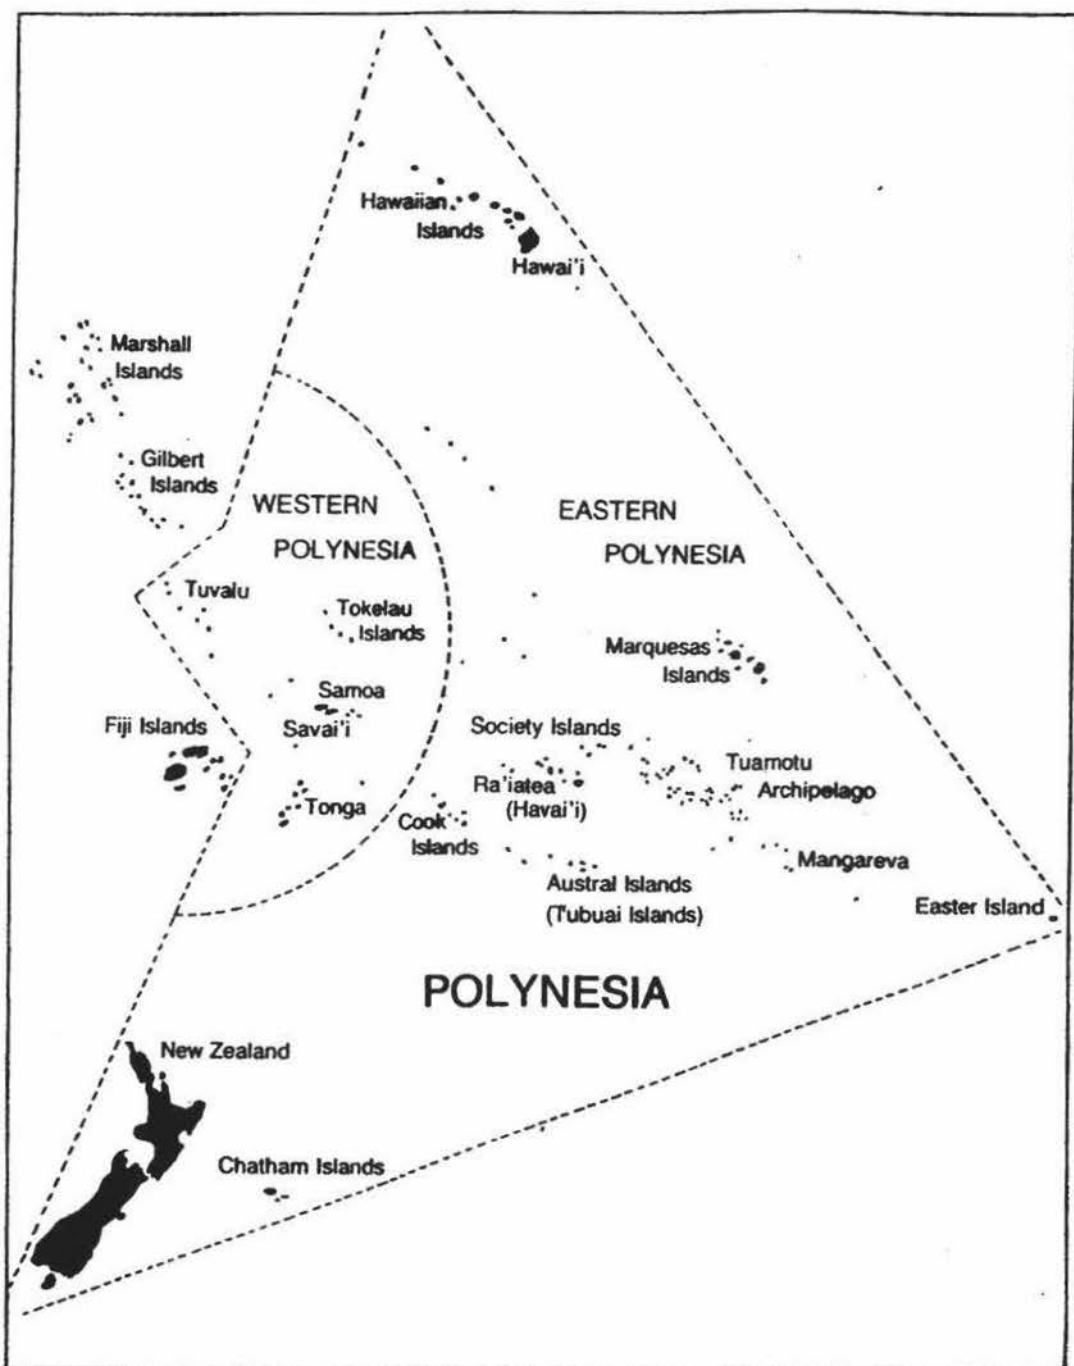 Hawaiian
Islands
Hawai'i
Marshall
Islands
Gilbert
Islands
WESTERN
POLYNESIA
EASTERN
POLYNESIA
Tuvalu
Tokelau
Islands
Marquesas
Islands
Samoa
Savai'i
Fiji Islands
Society Islands
Tuamotu
Archipelago
Ra'iatea
(Havai'i)
Tonga
Cook
Islands
Mangareva
Austral Islands
(Tubuai Islands)
Easter Island
POLYNESIA
New Zealand
Chatham Islands